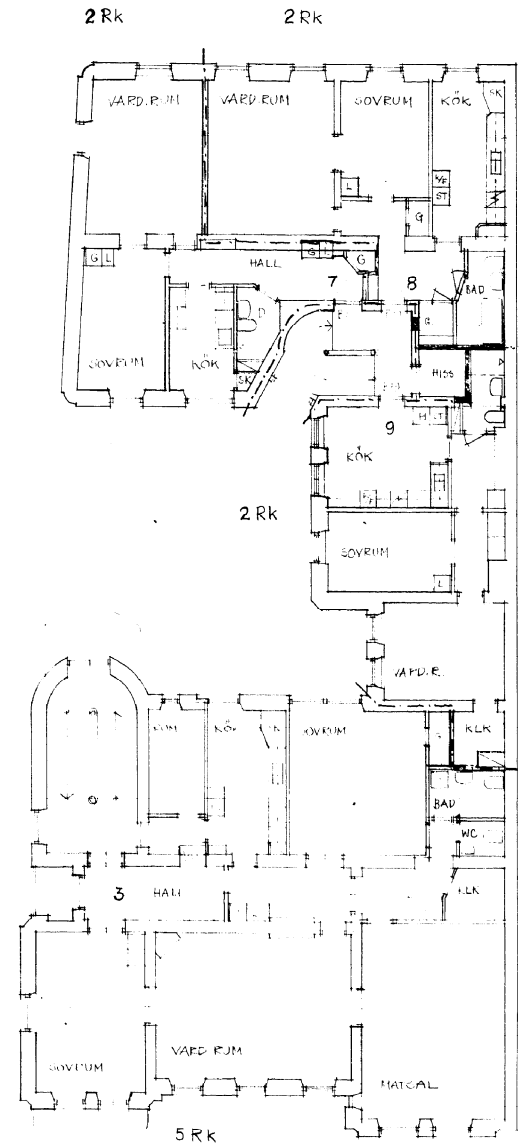 2 Rk
2 Rk
VARD.RUM
VARD.RUM
SOVRUM
KÖK
SK
L
K/F
ST
G
G L
HALL
G L
G
7
8
BAD
G
D
SOVRUM
KÖK
SK
HISS
9
H
ST
KÖK
K/F
2 Rk
SOVRUM
L
VARD.R.
KÖK
SOVRUM
G
KLK
BAD
WC
3
HALL
KLK
SOVRUM
VARD RUM
MATSAL
5 Rk